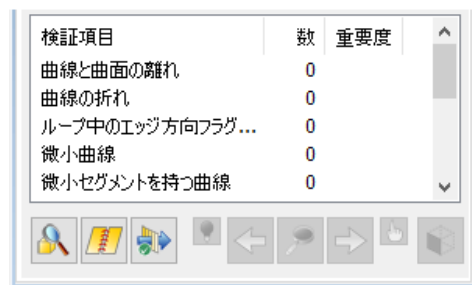 検証項目 数 重要度
曲線と曲面の離れ 0
曲線の折れ 0
ループ中のエッジ方向フラグ... 0
微小曲線 0
微小セグメントを持つ曲線 0